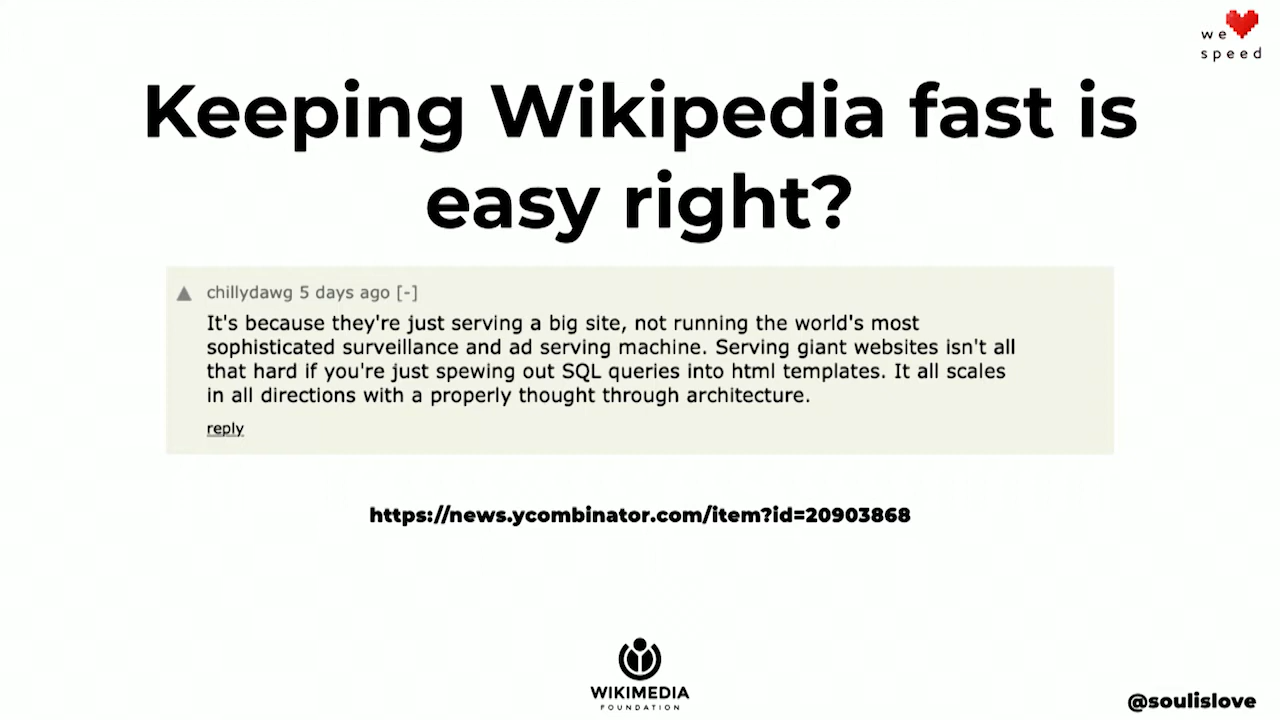 we
speed
Keeping Wikipedia fast is
easy right?
▲ chillydawg 5 days ago [-]
It's because they're just serving a big site, not running the world's most
sophisticated surveillance and ad serving machine. Serving giant websites isn't all
that hard if you're just spewing out SQL queries into html templates. It all scales
in all directions with a properly thought through architecture.
reply
https://news.ycombinator.com/item?id=20903868
WIKIMEDIA
FOUNDATION
@soulislove